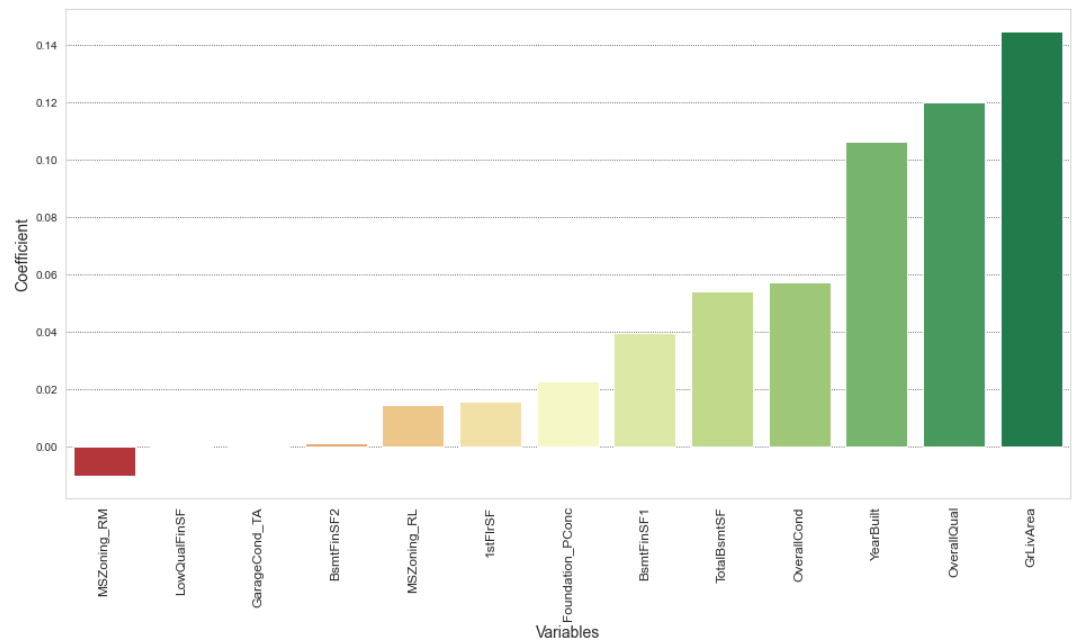 Coefficient
0.14
0.12
0.10
0.08
0.06
0.04
0.02
0.00
MSZoning_RM
LowQualFinSF
GarageCond_TA
BsmtFinSF2
MSZoning_RL
1stFlrSF
Foundation_PConc
BsmtFinSF1
TotalBsmtSF
OverallCond
YearBuilt
OverallQual
GrLivArea
Variables